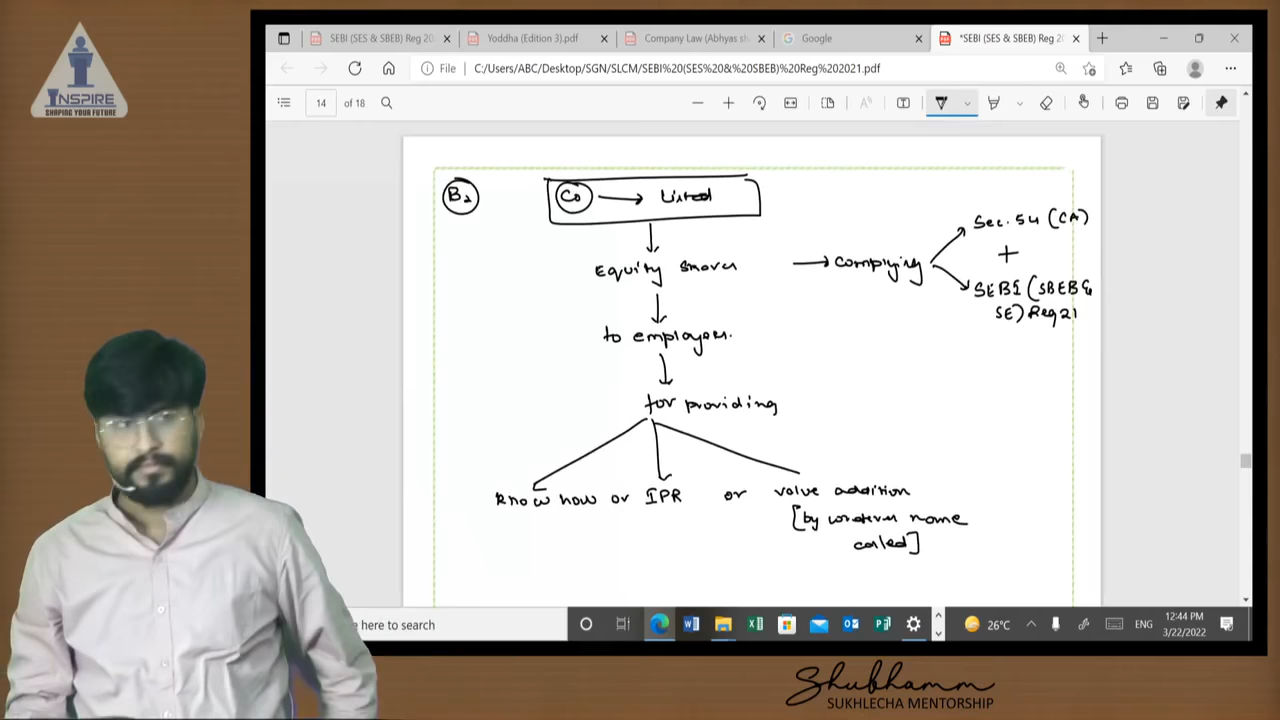 INSPIRE
SHAPING YOUR FUTURE
SEBI (SES & SBEB) Reg 20
Yoddha (Edition 3).pdf
Company Law (Abhyas sh
Google
*SEBI (SES & SBEB) Reg 2
File
C:/Users/ABC/Desktop/SGN/SLCM/SEBI%20(SES%20&%20SBEB)%20Reg%202021.pdf
14 of 18
B2
Co → Listed
Sec. 54 (CA)
+
Equity Shares → complying
SEBI (SBEB &
SE) Reg 21
to employees.
for providing
Know how or IPR or value addition
[by whatever name
called]
e here to search
26°C
ENG
12:44 PM
3/22/2022
Shubhamm
SUKHLECHA MENTORSHIP